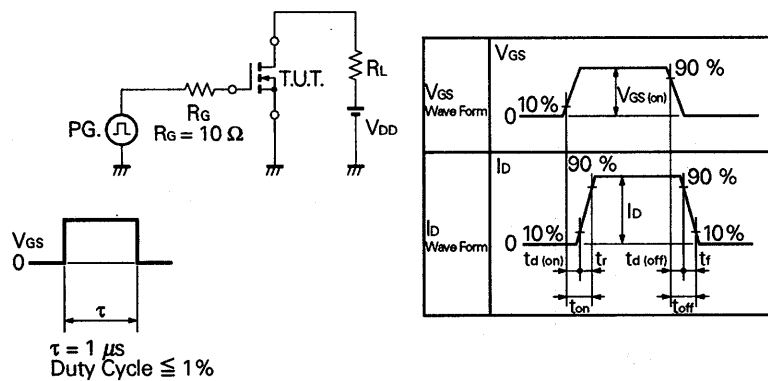 T.U.T.
RL
RG
RG = 10 Ω
PG.
VDD
VGS
0
τ
τ = 1 μs
Duty Cycle ≦ 1%
VGS
Wave Form
VGS
90 %
10 %
VGS (on)
0
ID
Wave Form
ID
90 %
90 %
ID
10 %
10 %
0
td (on) tr td (off) tf
ton toff